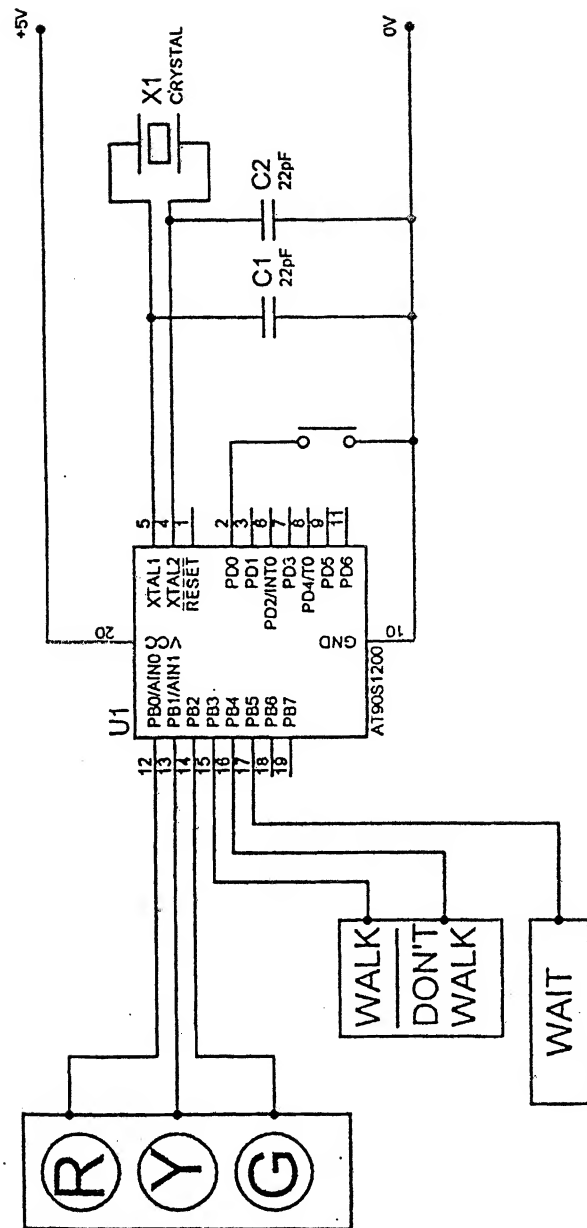 +5V
0V
X1
CRYSTAL
C2
22pF
C1
22pF
U1
20
VCC
12
PB0/AIN0
13
PB1/AIN1
14
PB2
15
PB3
16
PB4
17
PB5
18
PB6
19
PB7
5
XTAL1
4
XTAL2
1
RESET
2
PD0
3
PD1
6
PD2/INT0
7
PD3
8
PD4/T0
9
PD5
11
PD6
GND
10
AT90S1200
R
Y
G
WALK
DON'T
WALK
WAIT